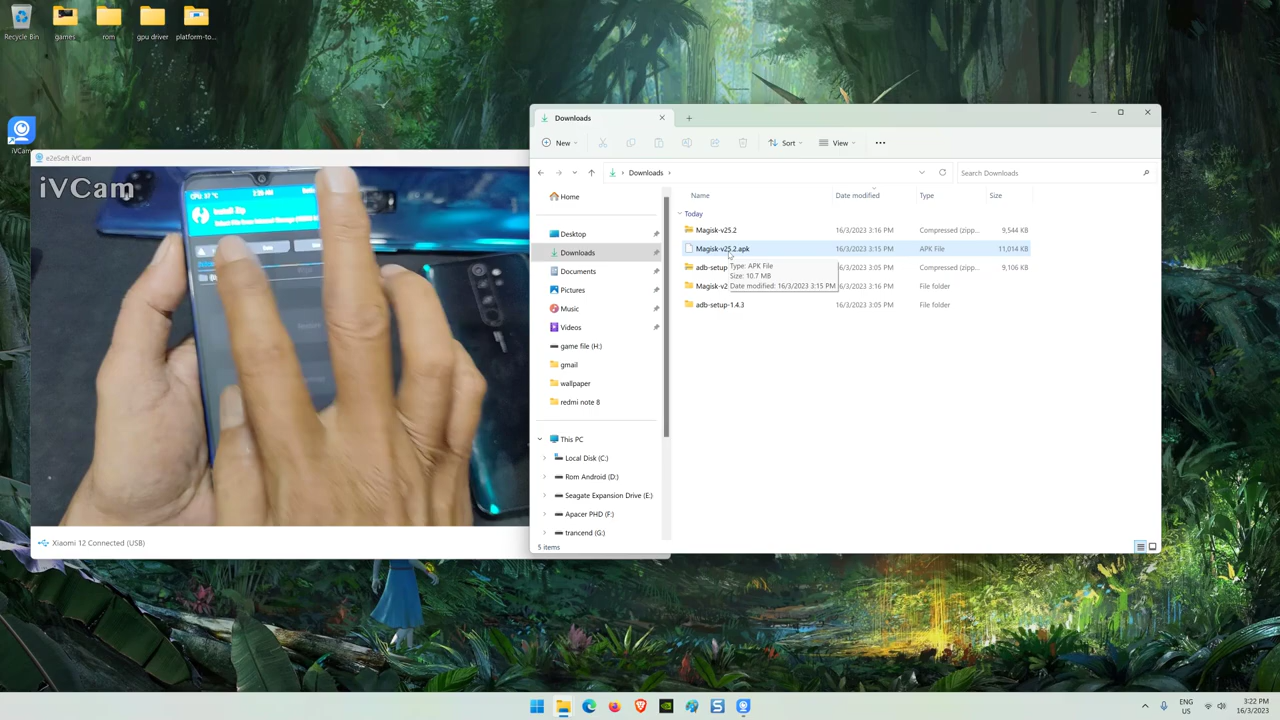 Recycle Bin
games
rom
gpu driver
platform-to...
iVCam
e2eSoft iVCam
iVCam
Install Zip
Xiaomi 12 Connected (USB)
Downloads
New
Sort
View
Downloads
Search Downloads
Home
Desktop
Downloads
Documents
Pictures
Music
Videos
game file (H:)
gmail
wallpaper
redmi note 8
This PC
Local Disk (C:)
Rom Android (D:)
Seagate Expansion Drive (E:)
Apacer PHD (F:)
trancend (G:)
Name Date modified Type Size
Today
Magisk-v25.2 16/3/2023 3:16 PM Compressed (zipp... 9,544 KB
Magisk-v25.2.apk 16/3/2023 3:15 PM APK File 11,014 KB
adb-setup 16/3/2023 3:05 PM Compressed (zipp... 9,106 KB
Magisk-v2 16/3/2023 3:16 PM File folder
adb-setup-1.4.3 16/3/2023 3:05 PM File folder
Type: APK File
Size: 10.7 MB
Date modified: 16/3/2023 3:15 PM
5 items
ENG
US
3:22 PM
16/3/2023